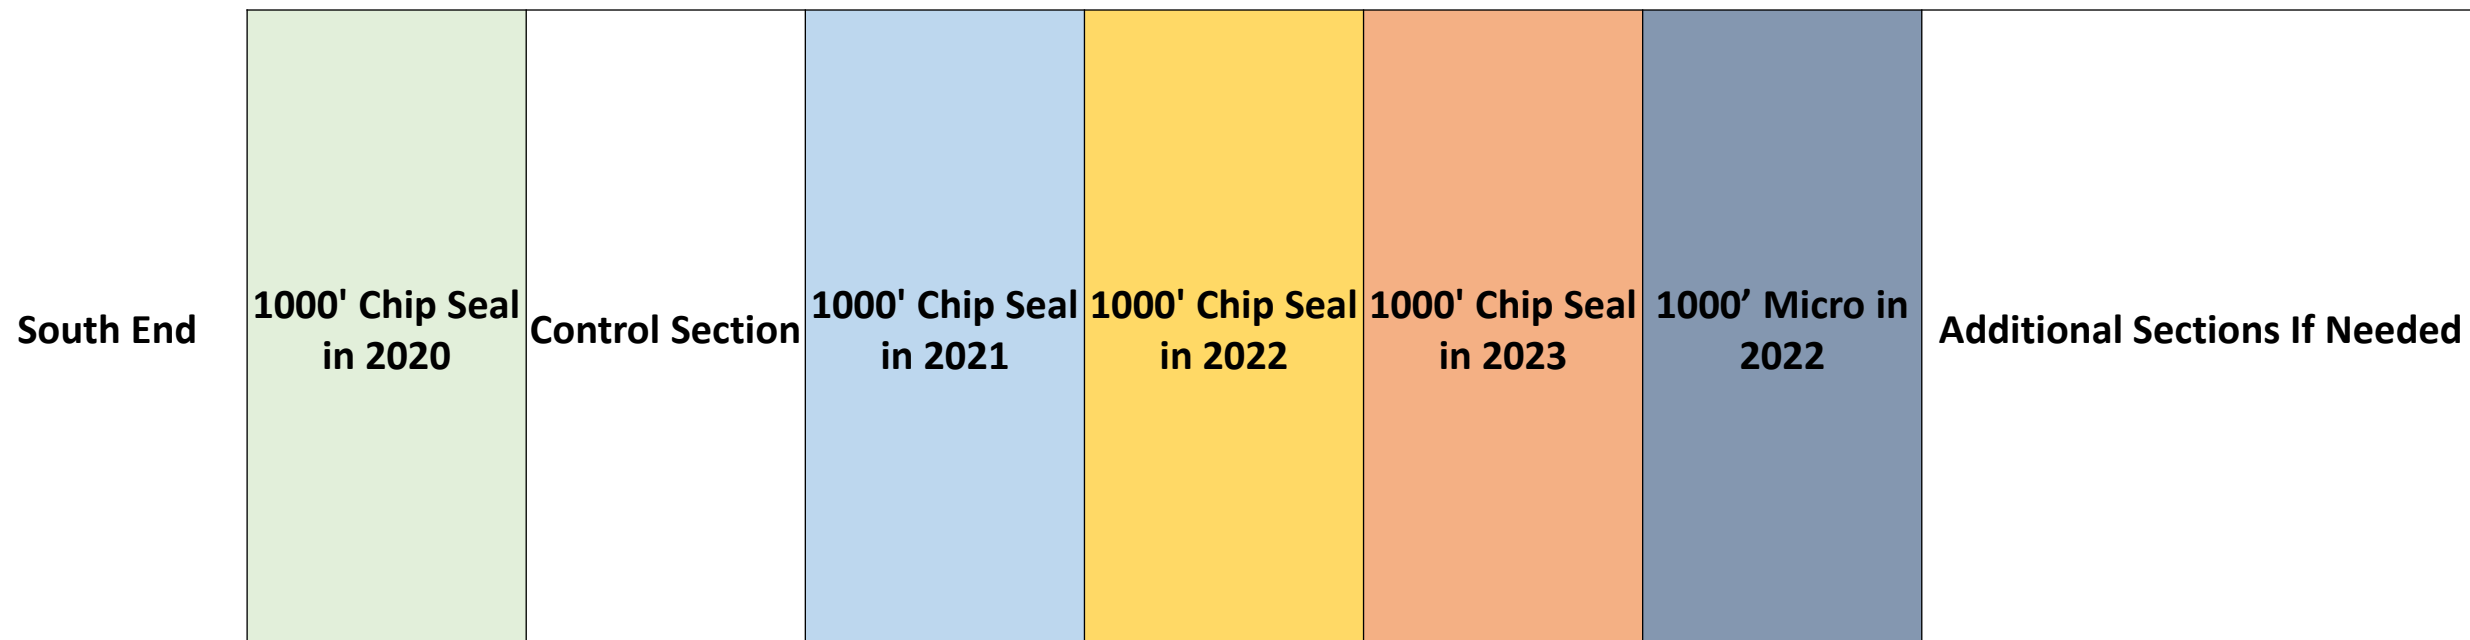 South End
1000' Chip Seal
in 2020
Control Section
1000' Chip Seal
in 2021
1000' Chip Seal
in 2022
1000' Chip Seal
in 2023
1000’ Micro in
2022
Additional Sections If Needed